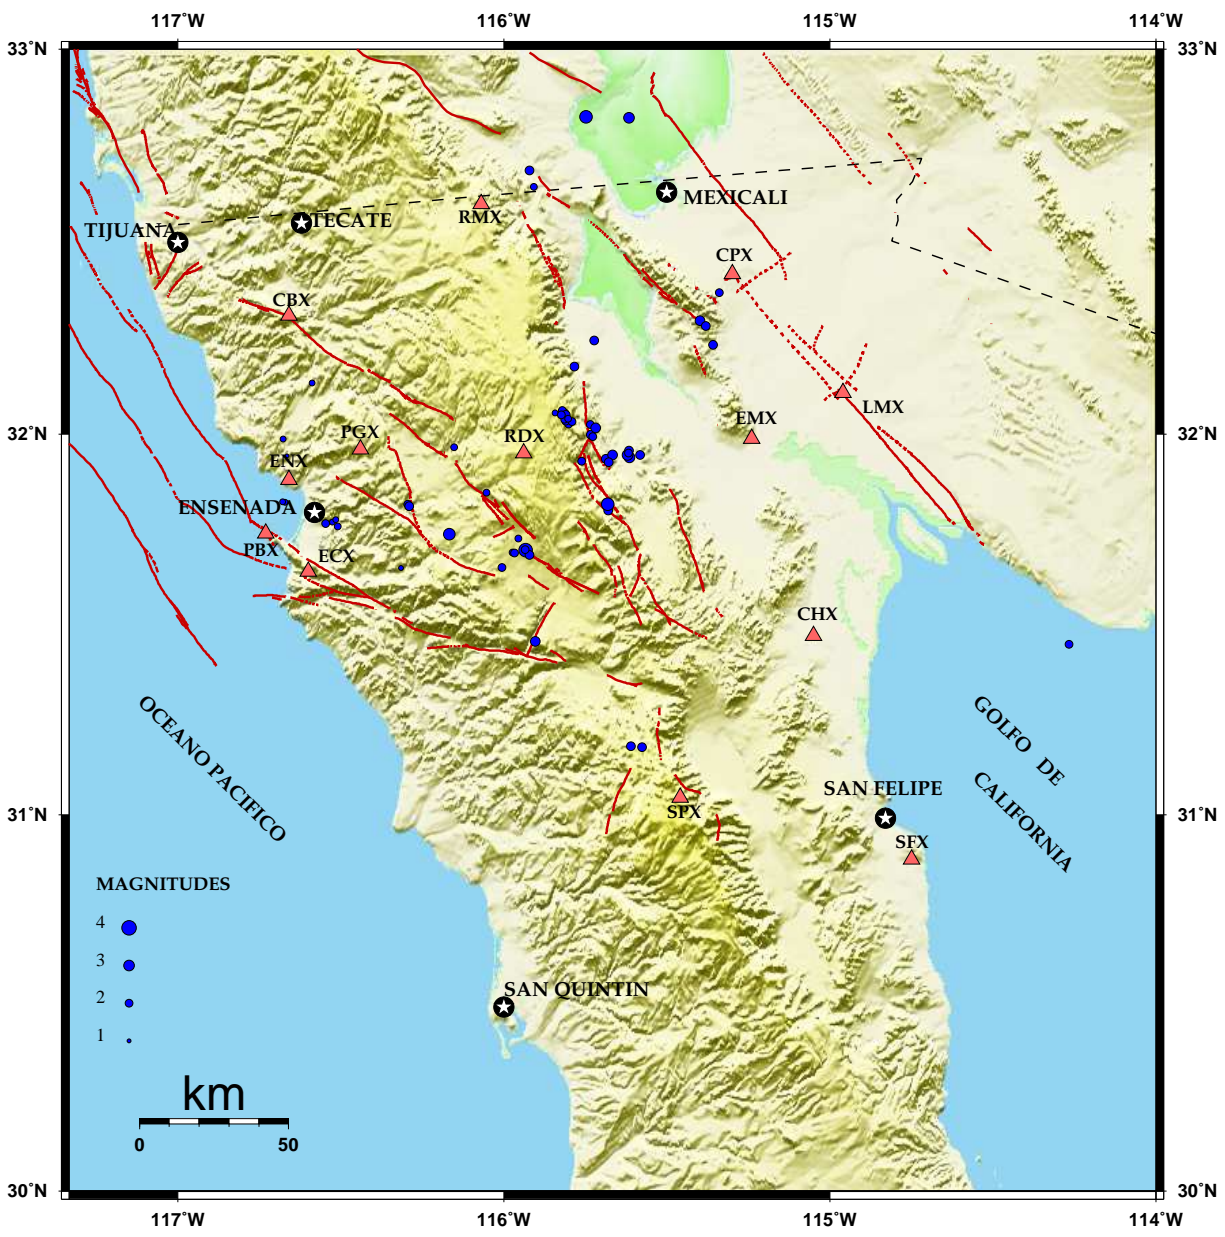 117˚W 116˚W 115˚W 114˚W
33˚N 33˚N
MEXICALI
RMX
TECATE
TIJUANA
CPX
CBX
LMX
EMX
PGX
RDX
32˚N 32˚N
ENX
ENSENADA
PBX
ECX
CHX
OCEANO PACIFICO
GOLFO DE
CALIFORNIA
SAN FELIPE
SPX
31˚N 31˚N
SFX
MAGNITUDES
4
3
2
1
SAN QUINTIN
km
0 50
30˚N 30˚N
117˚W 116˚W 115˚W 114˚W